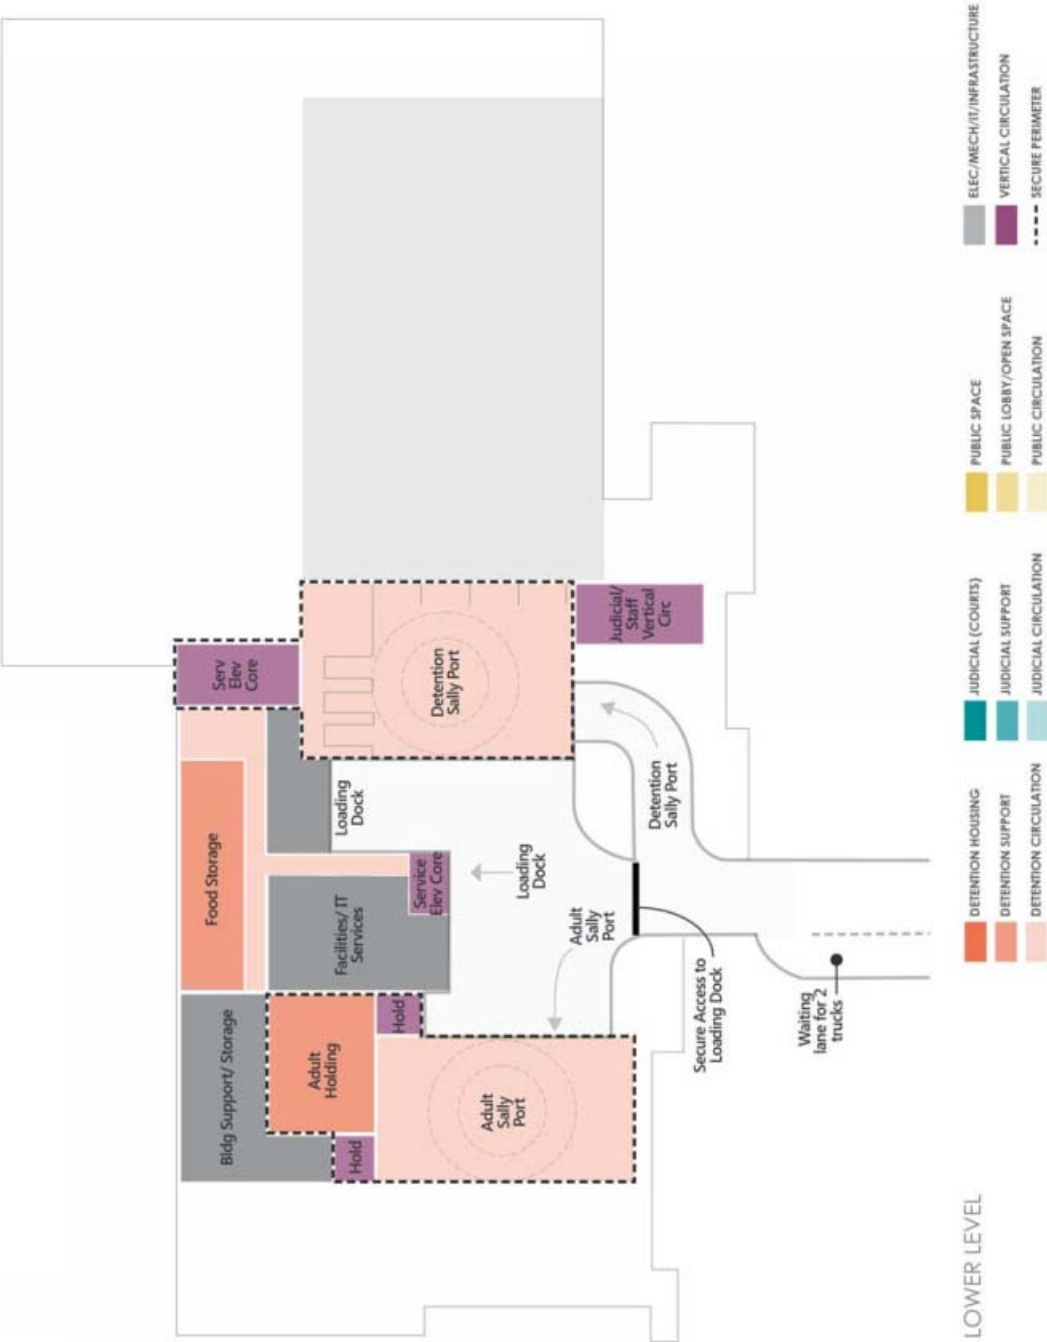 Bldg Support/ Storage
Food Storage
Serv
Elev
Core
Hold
Adult
Holding
Hold
Facilities/ IT
Services
Service
Elev Core
Loading
Dock
Loading
Dock
Detention
Sally Port
Adult
Sally
Port
Adult
Sally
Port
Detention
Sally Port
Judicial/
Staff
Vertical
Circ
Secure Access to
Loading Dock
Waiting
lane for 2
trucks
LOWER LEVEL
DETENTION HOUSING
DETENTION SUPPORT
DETENTION CIRCULATION
JUDICIAL (COURTS)
JUDICIAL SUPPORT
JUDICIAL CIRCULATION
PUBLIC SPACE
PUBLIC LOBBY/OPEN SPACE
PUBLIC CIRCULATION
ELEC/MECH/IT/INFRASTRUCTURE
VERTICAL CIRCULATION
SECURE PERIMETER